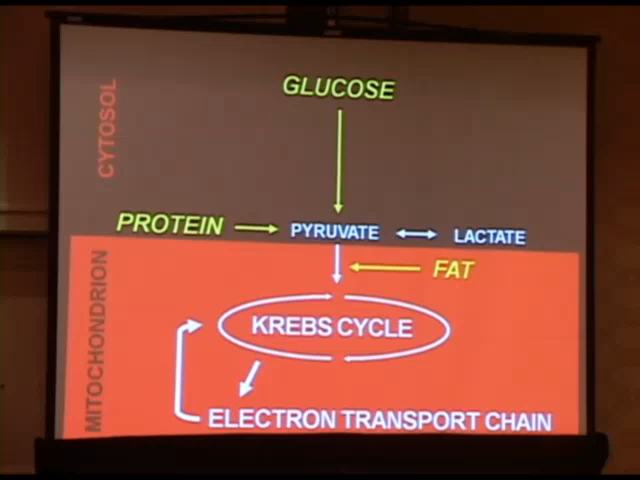 GLUCOSE
CYTOSOL
PROTEIN
PYRUVATE
LACTATE
FAT
MITOCHONDRION
KREBS CYCLE
ELECTRON TRANSPORT CHAIN